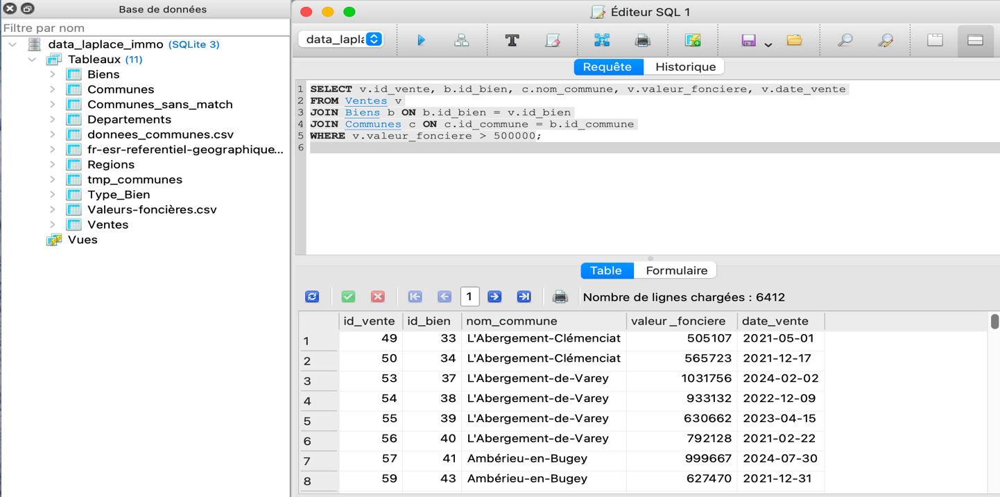 Base de données
Filtre par nom
data_laplace_immo (SQLite 3)
Tableaux (11)
Biens
Communes
Communes_sans_match
Departements
donnees_communes.csv
fr-esr-referentiel-geographique...
Regions
tmp_communes
Type_Bien
Valeurs-foncières.csv
Ventes
Vues
Éditeur SQL 1
data_lapla
Requête Historique
1 SELECT v.id_vente, b.id_bien, c.nom_commune, v.valeur_fonciere, v.date_vente
2 FROM Ventes v
3 JOIN Biens b ON b.id_bien = v.id_bien
4 JOIN Communes c ON c.id_commune = b.id_commune
5 WHERE v.valeur_fonciere > 500000;
6
Table Formulaire
1 Nombre de lignes chargées : 6412
id_vente id_bien nom_commune valeur _fonciere date_vente
1 49 33 L'Abergement-Clémenciat 505107 2021-05-01
2 50 34 L'Abergement-Clémenciat 565723 2021-12-17
3 53 37 L'Abergement-de-Varey 1031756 2024-02-02
4 54 38 L'Abergement-de-Varey 933132 2022-12-09
5 55 39 L'Abergement-de-Varey 630662 2023-04-15
6 56 40 L'Abergement-de-Varey 792128 2021-02-22
7 57 41 Ambérieu-en-Bugey 999667 2024-07-30
8 59 43 Ambérieu-en-Bugey 627470 2021-12-31